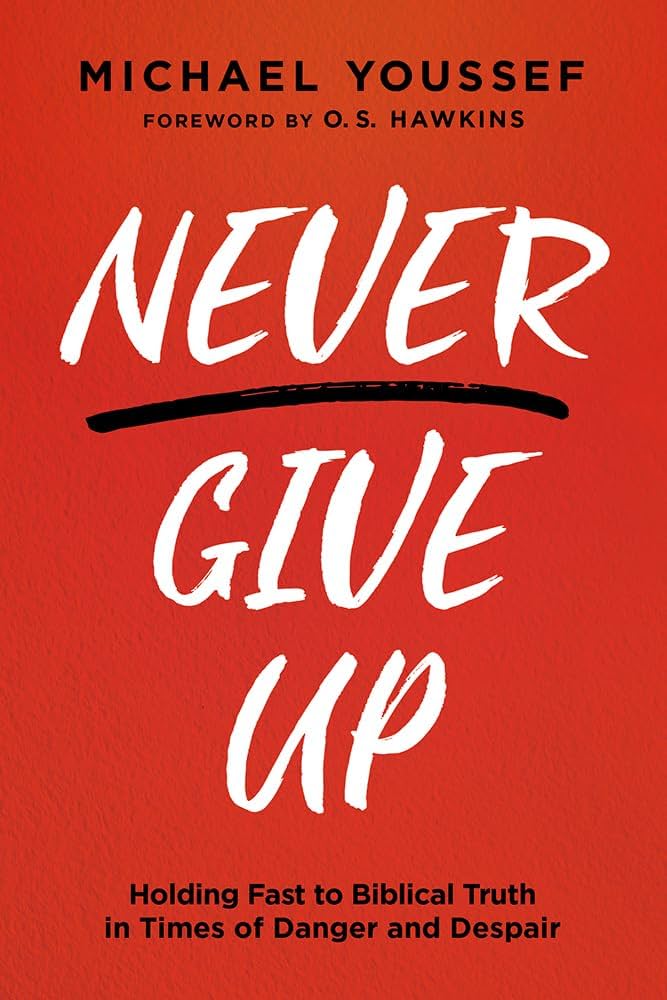 MICHAEL YOUSSEF
FOREWORD BY O. S. HAWKINS
NEVER
GIVE
UP
Holding Fast to Biblical Truth
in Times of Danger and Despair